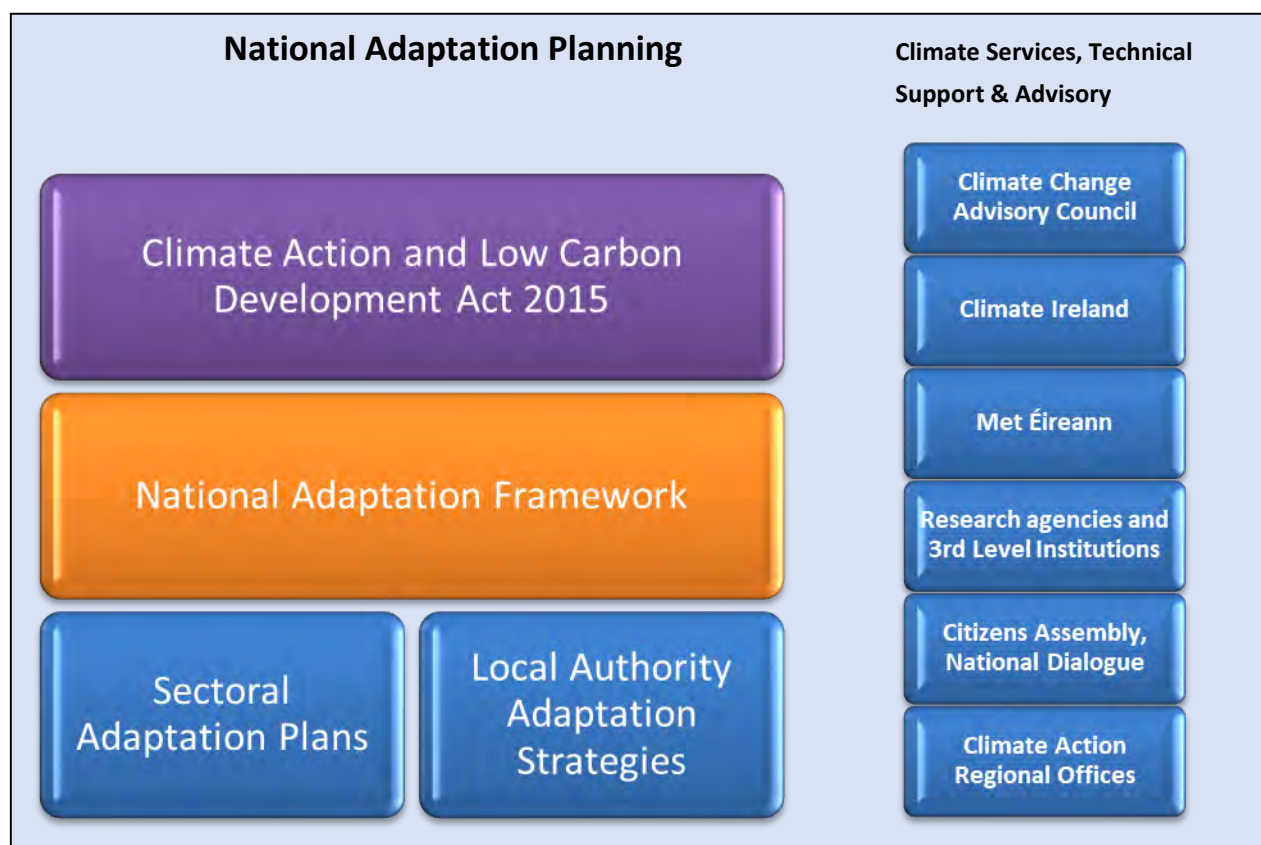 National Adaptation Planning
Climate Action and Low Carbon
Development Act 2015
National Adaptation Framework
Sectoral
Adaptation Plans
Local Authority
Adaptation
Strategies
Climate Services, Technical
Support & Advisory
Climate Change
Advisory Council
Climate Ireland
Met Éireann
Research agencies and
3rd Level Institutions
Citizens Assembly,
National Dialogue
Climate Action
Regional Offices